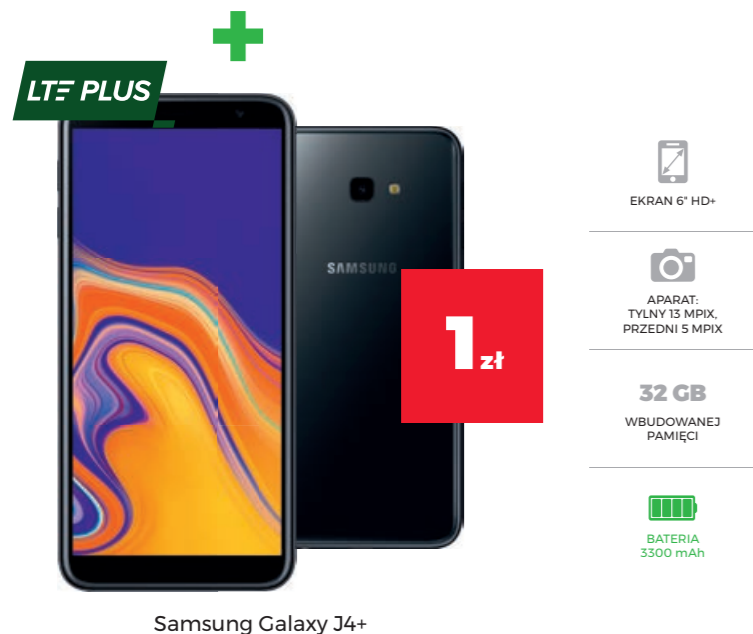 LTE PLUS
SAMSUNG
1 zł
EKRAN 6" HD+
APARAT:
TYLNY 13 MPIX,
PRZEDNI 5 MPIX
32 GB
WBUDOWANEJ
PAMIĘCI
BATERIA
3300 mAh
Samsung Galaxy J4+